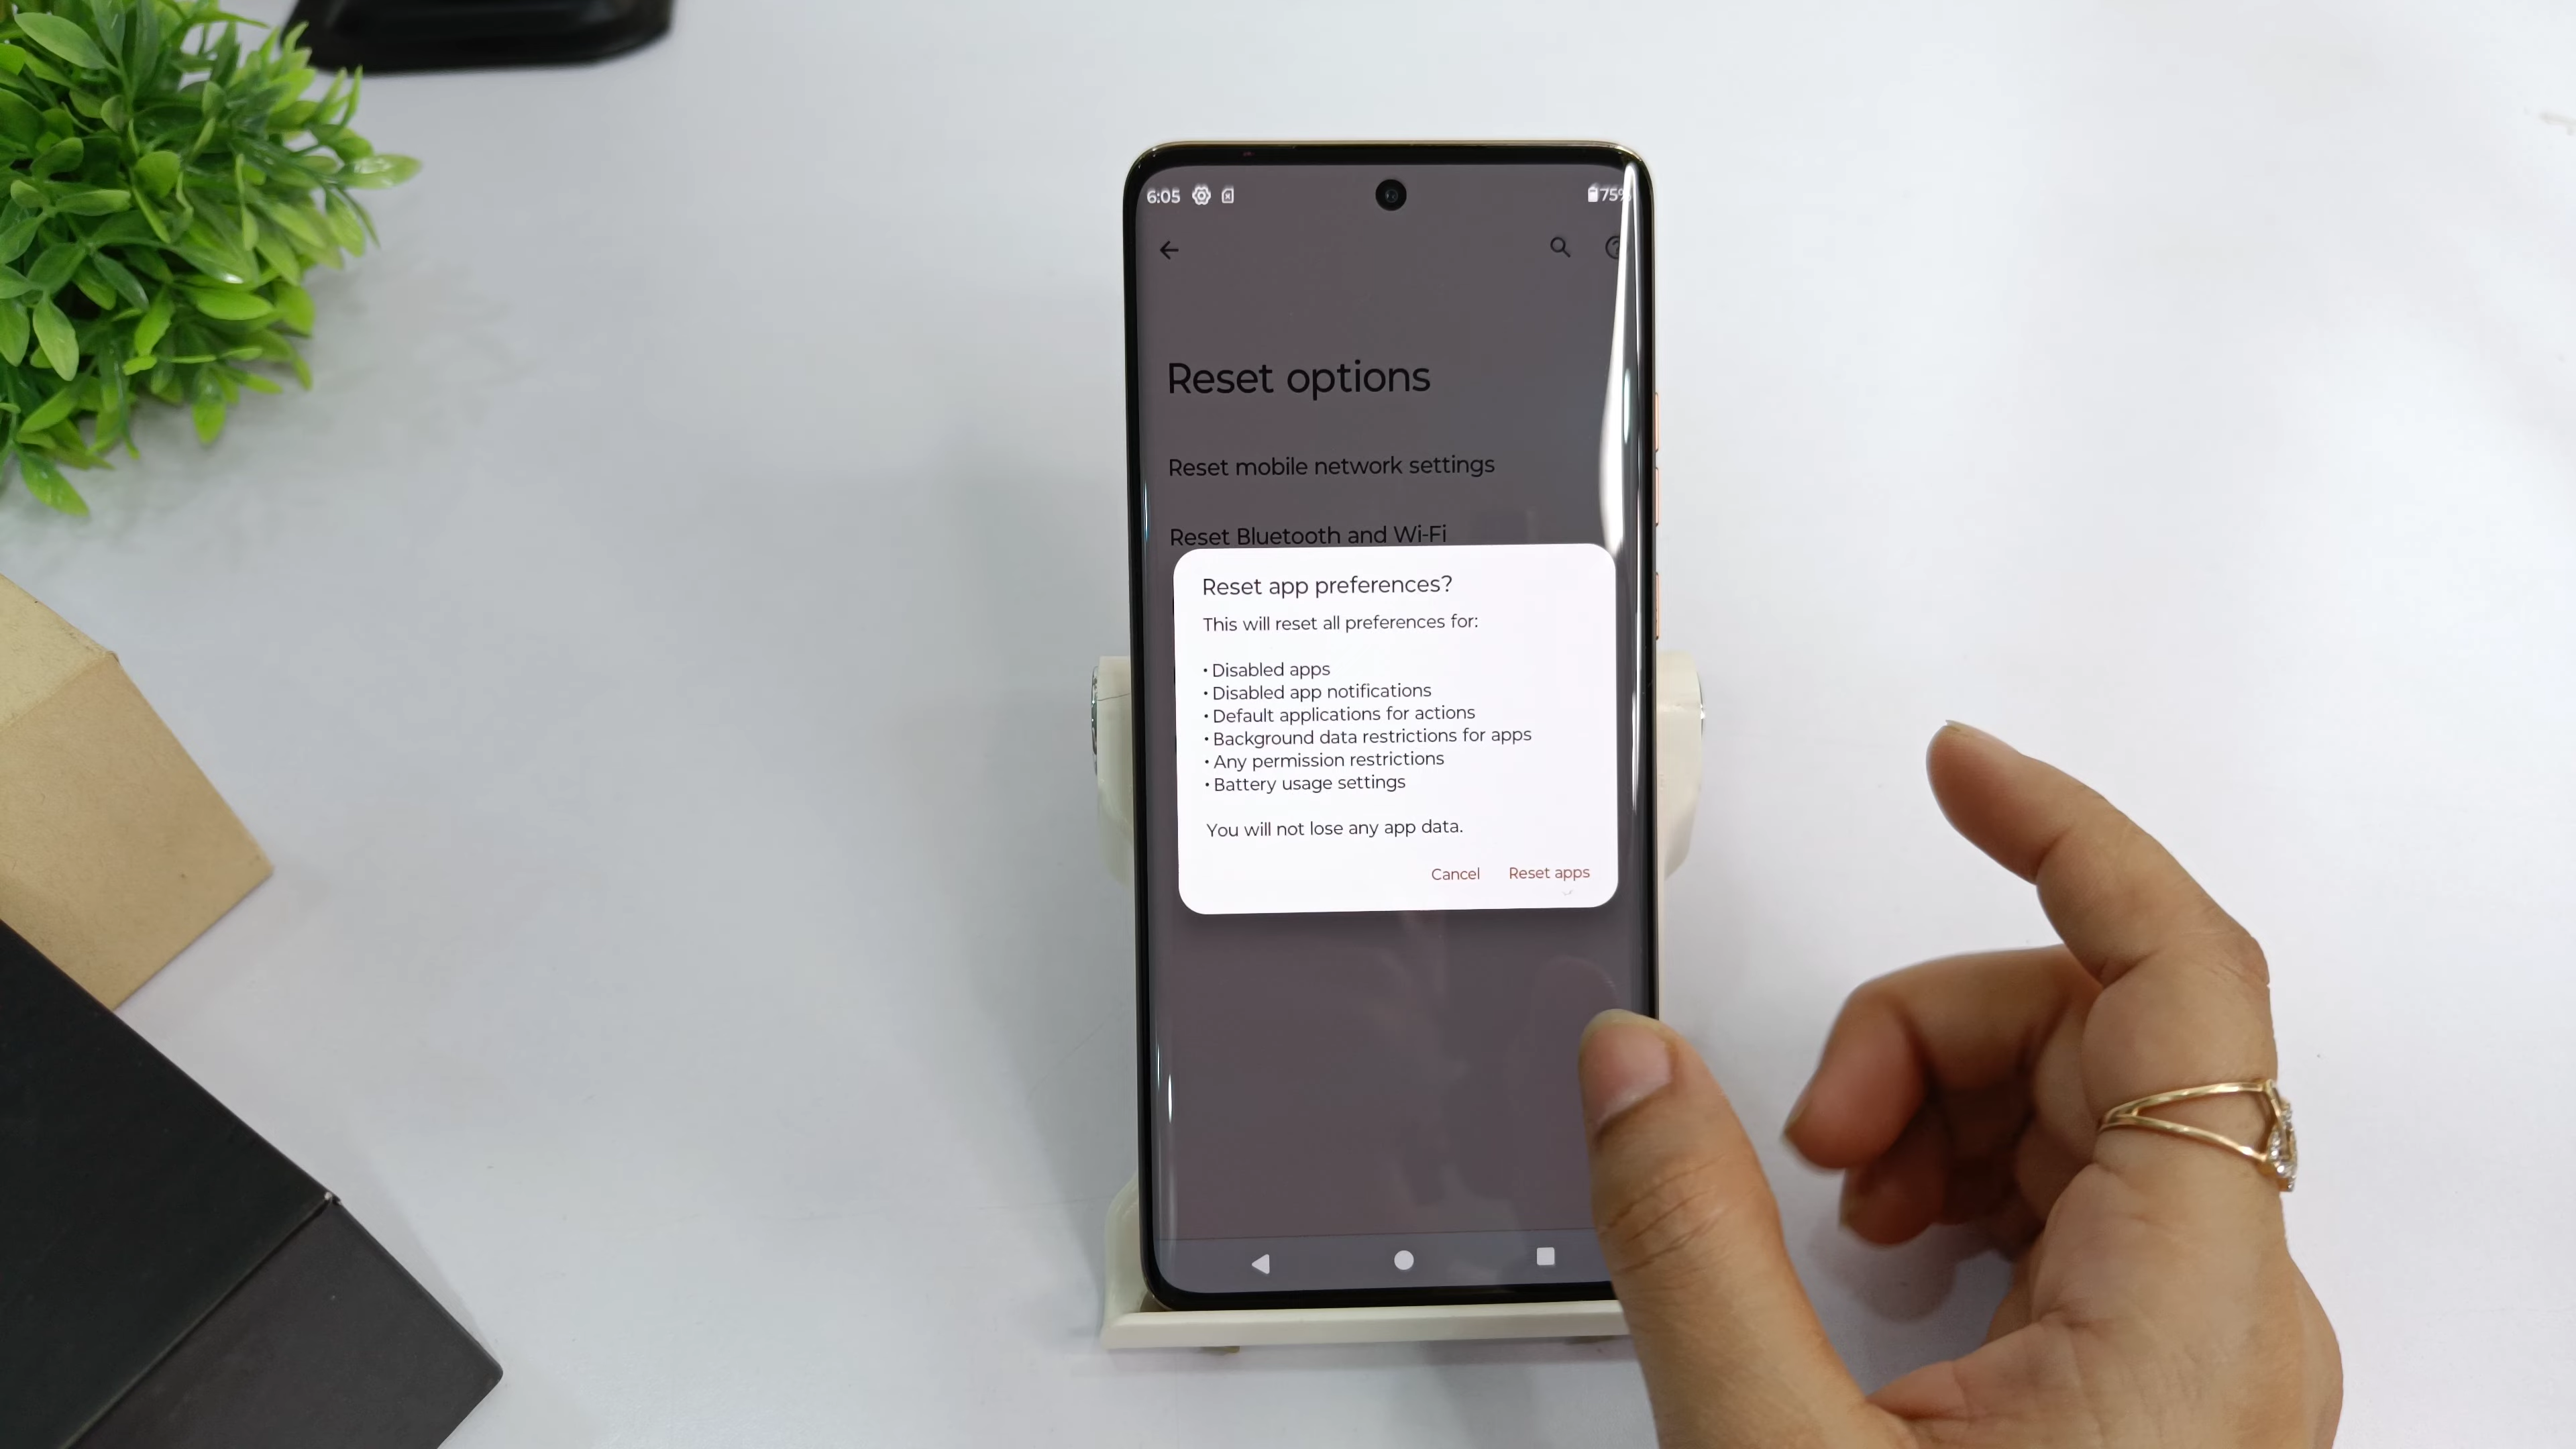 6:05
75%
Reset options
Reset mobile network settings
Reset Bluetooth and Wi-Fi
Reset app preferences?
This will reset all preferences for:
• Disabled apps
• Disabled app notifications
• Default applications for actions
• Background data restrictions for apps
• Any permission restrictions
• Battery usage settings
You will not lose any app data.
Cancel Reset apps